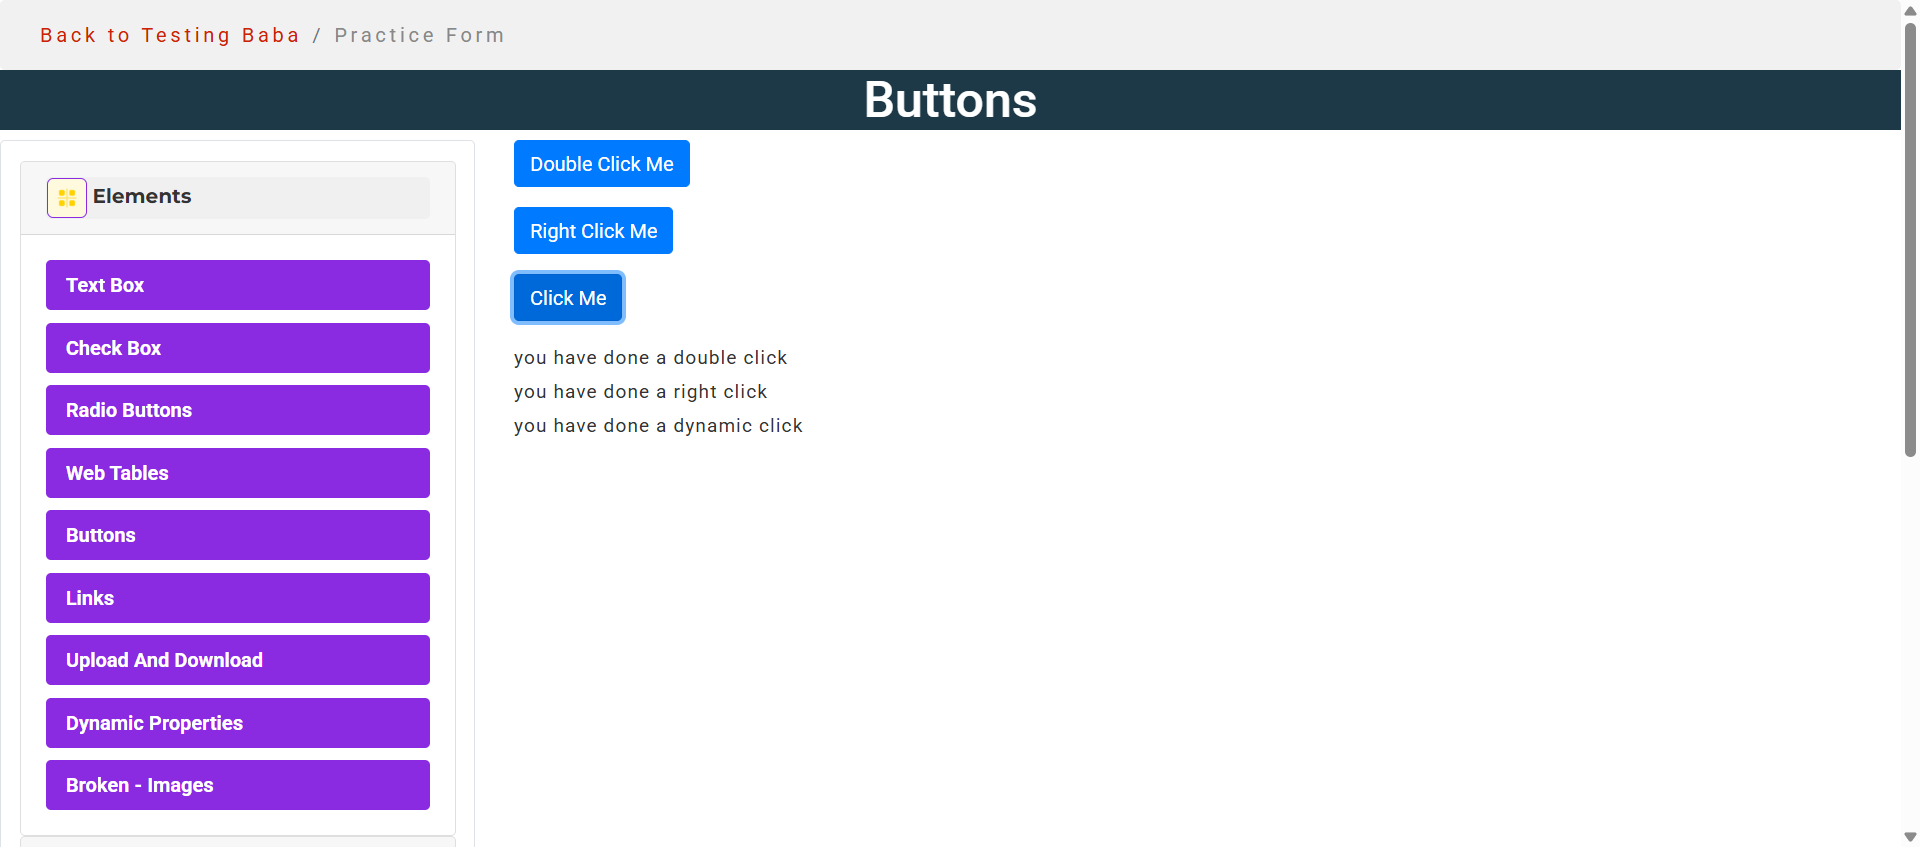 Back to Testing Baba / Practice Form
Buttons
Elements
Text Box
Check Box
Radio Buttons
Web Tables
Buttons
Links
Upload And Download
Dynamic Properties
Broken - Images
Double Click Me
Right Click Me
Click Me
you have done a double click
you have done a right click
you have done a dynamic click